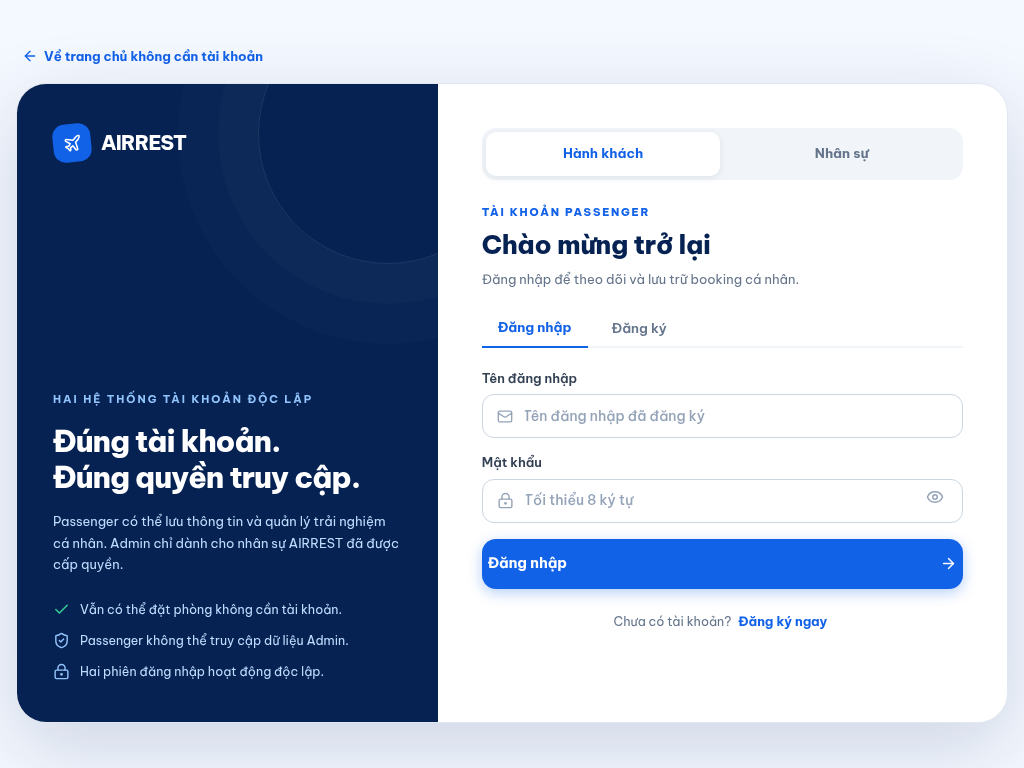 Về trang chủ không cần tài khoản
AIRREST
HAI HỆ THỐNG TÀI KHOẢN ĐỘC LẬP
Đúng tài khoản.
Đúng quyền truy cập.
Passenger có thể lưu thông tin và quản lý trải nghiệm
cá nhân. Admin chỉ dành cho nhân sự AIRREST đã được
cấp quyền.
Vẫn có thể đặt phòng không cần tài khoản.
Passenger không thể truy cập dữ liệu Admin.
Hai phiên đăng nhập hoạt động độc lập.
Hành khách
Nhân sự
TÀI KHOẢN PASSENGER
Chào mừng trở lại
Đăng nhập để theo dõi và lưu trữ booking cá nhân.
Đăng nhập
Đăng ký
Tên đăng nhập
Tên đăng nhập đã đăng ký
Mật khẩu
Tối thiểu 8 ký tự
Đăng nhập
Chưa có tài khoản? Đăng ký ngay